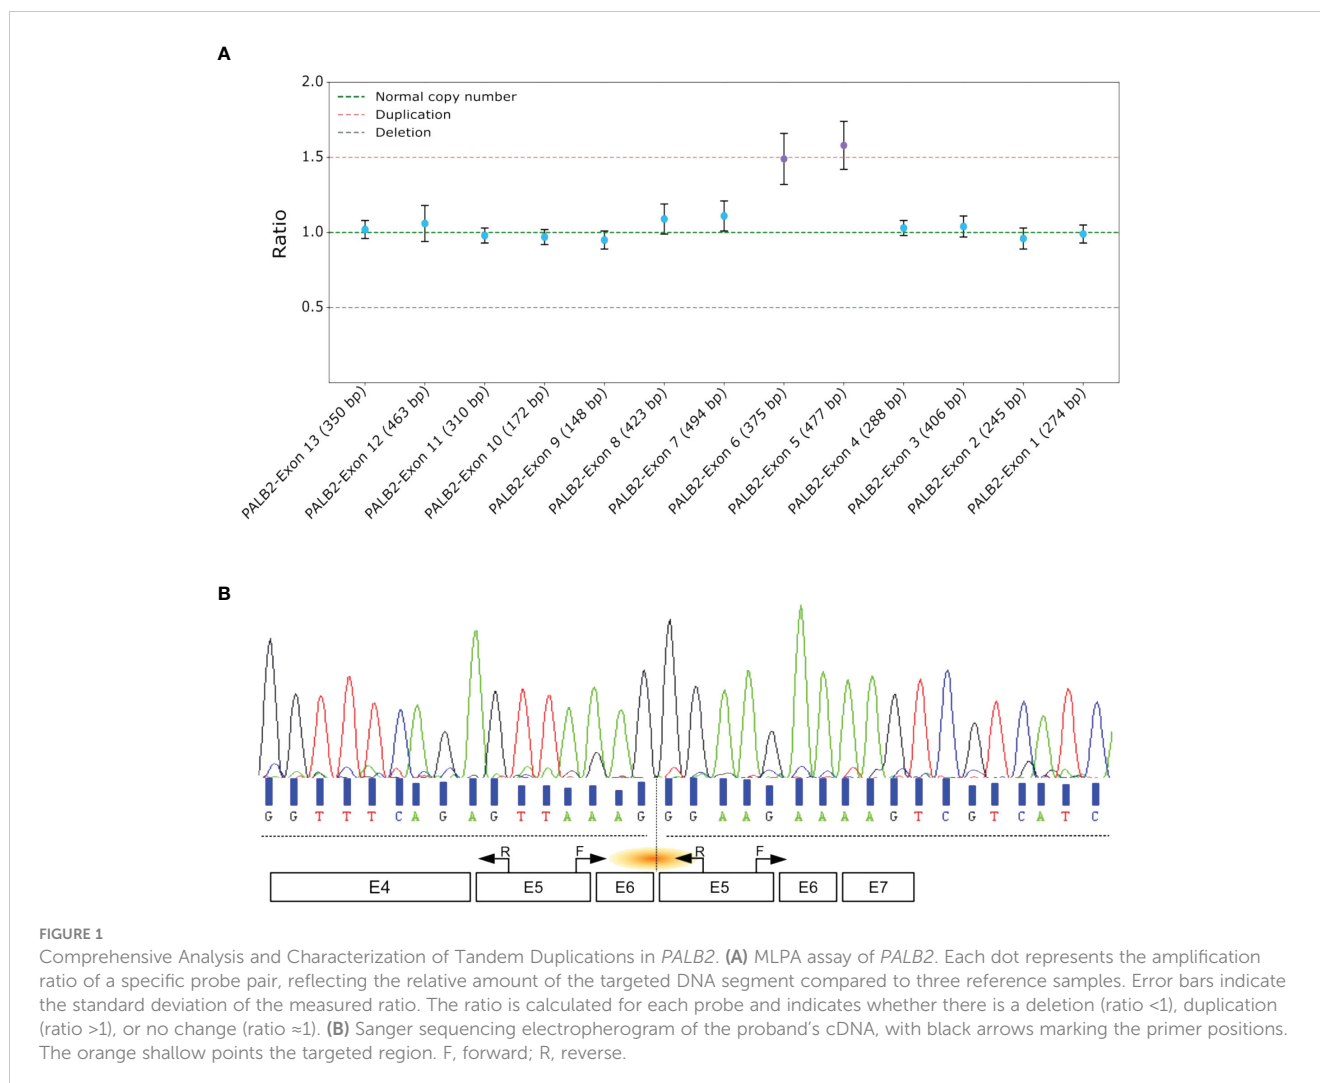 A
2.0
Normal copy number
Duplication
Deletion
1.5
1.0
0.5
Ratio
PALB2-Exon 13 (350 bp)
PALB2-Exon 12 (463 bp)
PALB2-Exon 11 (310 bp)
PALB2-Exon 10 (172 bp)
PALB2-Exon 9 (148 bp)
PALB2-Exon 8 (423 bp)
PALB2-Exon 7 (494 bp)
PALB2-Exon 6 (375 bp)
PALB2-Exon 5 (477 bp)
PALB2-Exon 4 (288 bp)
PALB2-Exon 3 (406 bp)
PALB2-Exon 2 (245 bp)
PALB2-Exon 1 (274 bp)
B
G G T T T C A G A G T T A A A G G G A A G A A A A G T C G T C A T C
R F R F
E4 E5 E6 E5 E6 E7
FIGURE 1
Comprehensive Analysis and Characterization of Tandem Duplications in PALB2. (A) MLPA assay of PALB2. Each dot represents the amplification
ratio of a specific probe pair, reflecting the relative amount of the targeted DNA segment compared to three reference samples. Error bars indicate
the standard deviation of the measured ratio. The ratio is calculated for each probe and indicates whether there is a deletion (ratio <1), duplication
(ratio >1), or no change (ratio ≈1). (B) Sanger sequencing electropherogram of the proband's cDNA, with black arrows marking the primer positions.
The orange shallow points the targeted region. F, forward; R, reverse.